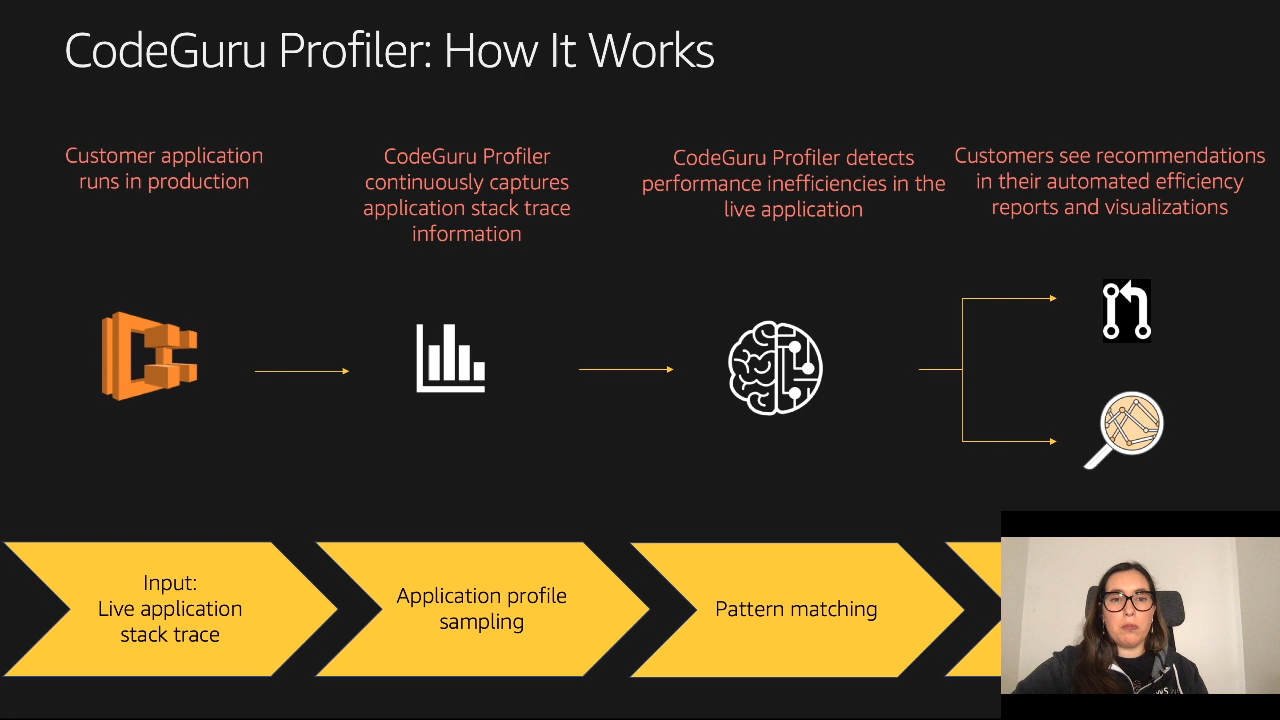 CodeGuru Profiler: How It Works
Customer application
runs in production
CodeGuru Profiler
continuously captures
application stack trace
information
CodeGuru Profiler detects
performance inefficiencies in the
live application
Customers see recommendations
in their automated efficiency
reports and visualizations
Input:
Live application
stack trace
Application profile
sampling
Pattern matching